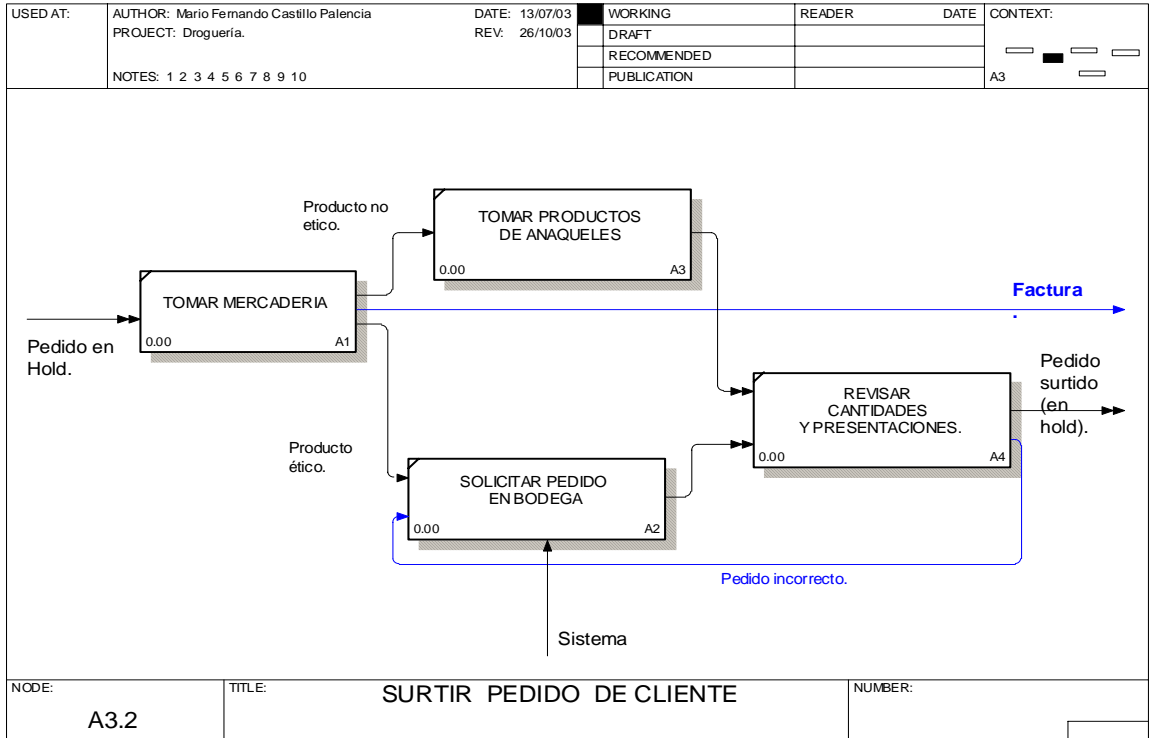 USED AT:
AUTHOR: Mario Fernando Castillo Palencia
DATE: 13/07/03
PROJECT: Droguería.
REV: 26/10/03
NOTES: 1 2 3 4 5 6 7 8 9 10
WORKING
DRAFT
RECOMMENDED
PUBLICATION
READER
DATE
CONTEXT:
A3
Producto no
etico.
TOMAR PRODUCTOS
DE ANAQUELES
0.00
A3
TOMAR MERCADERIA
0.00
A1
Factura
.
Pedido en
Hold.
Pedido
surtido
(en
hold).
REVISAR
CANTIDADES
Y PRESENTACIONES.
0.00
A4
Producto
ético.
SOLICITAR PEDIDO
EN BODEGA
0.00
A2
Pedido incorrecto.
Sistema
NODE:
A3.2
TITLE:
SURTIR PEDIDO DE CLIENTE
NUMBER: